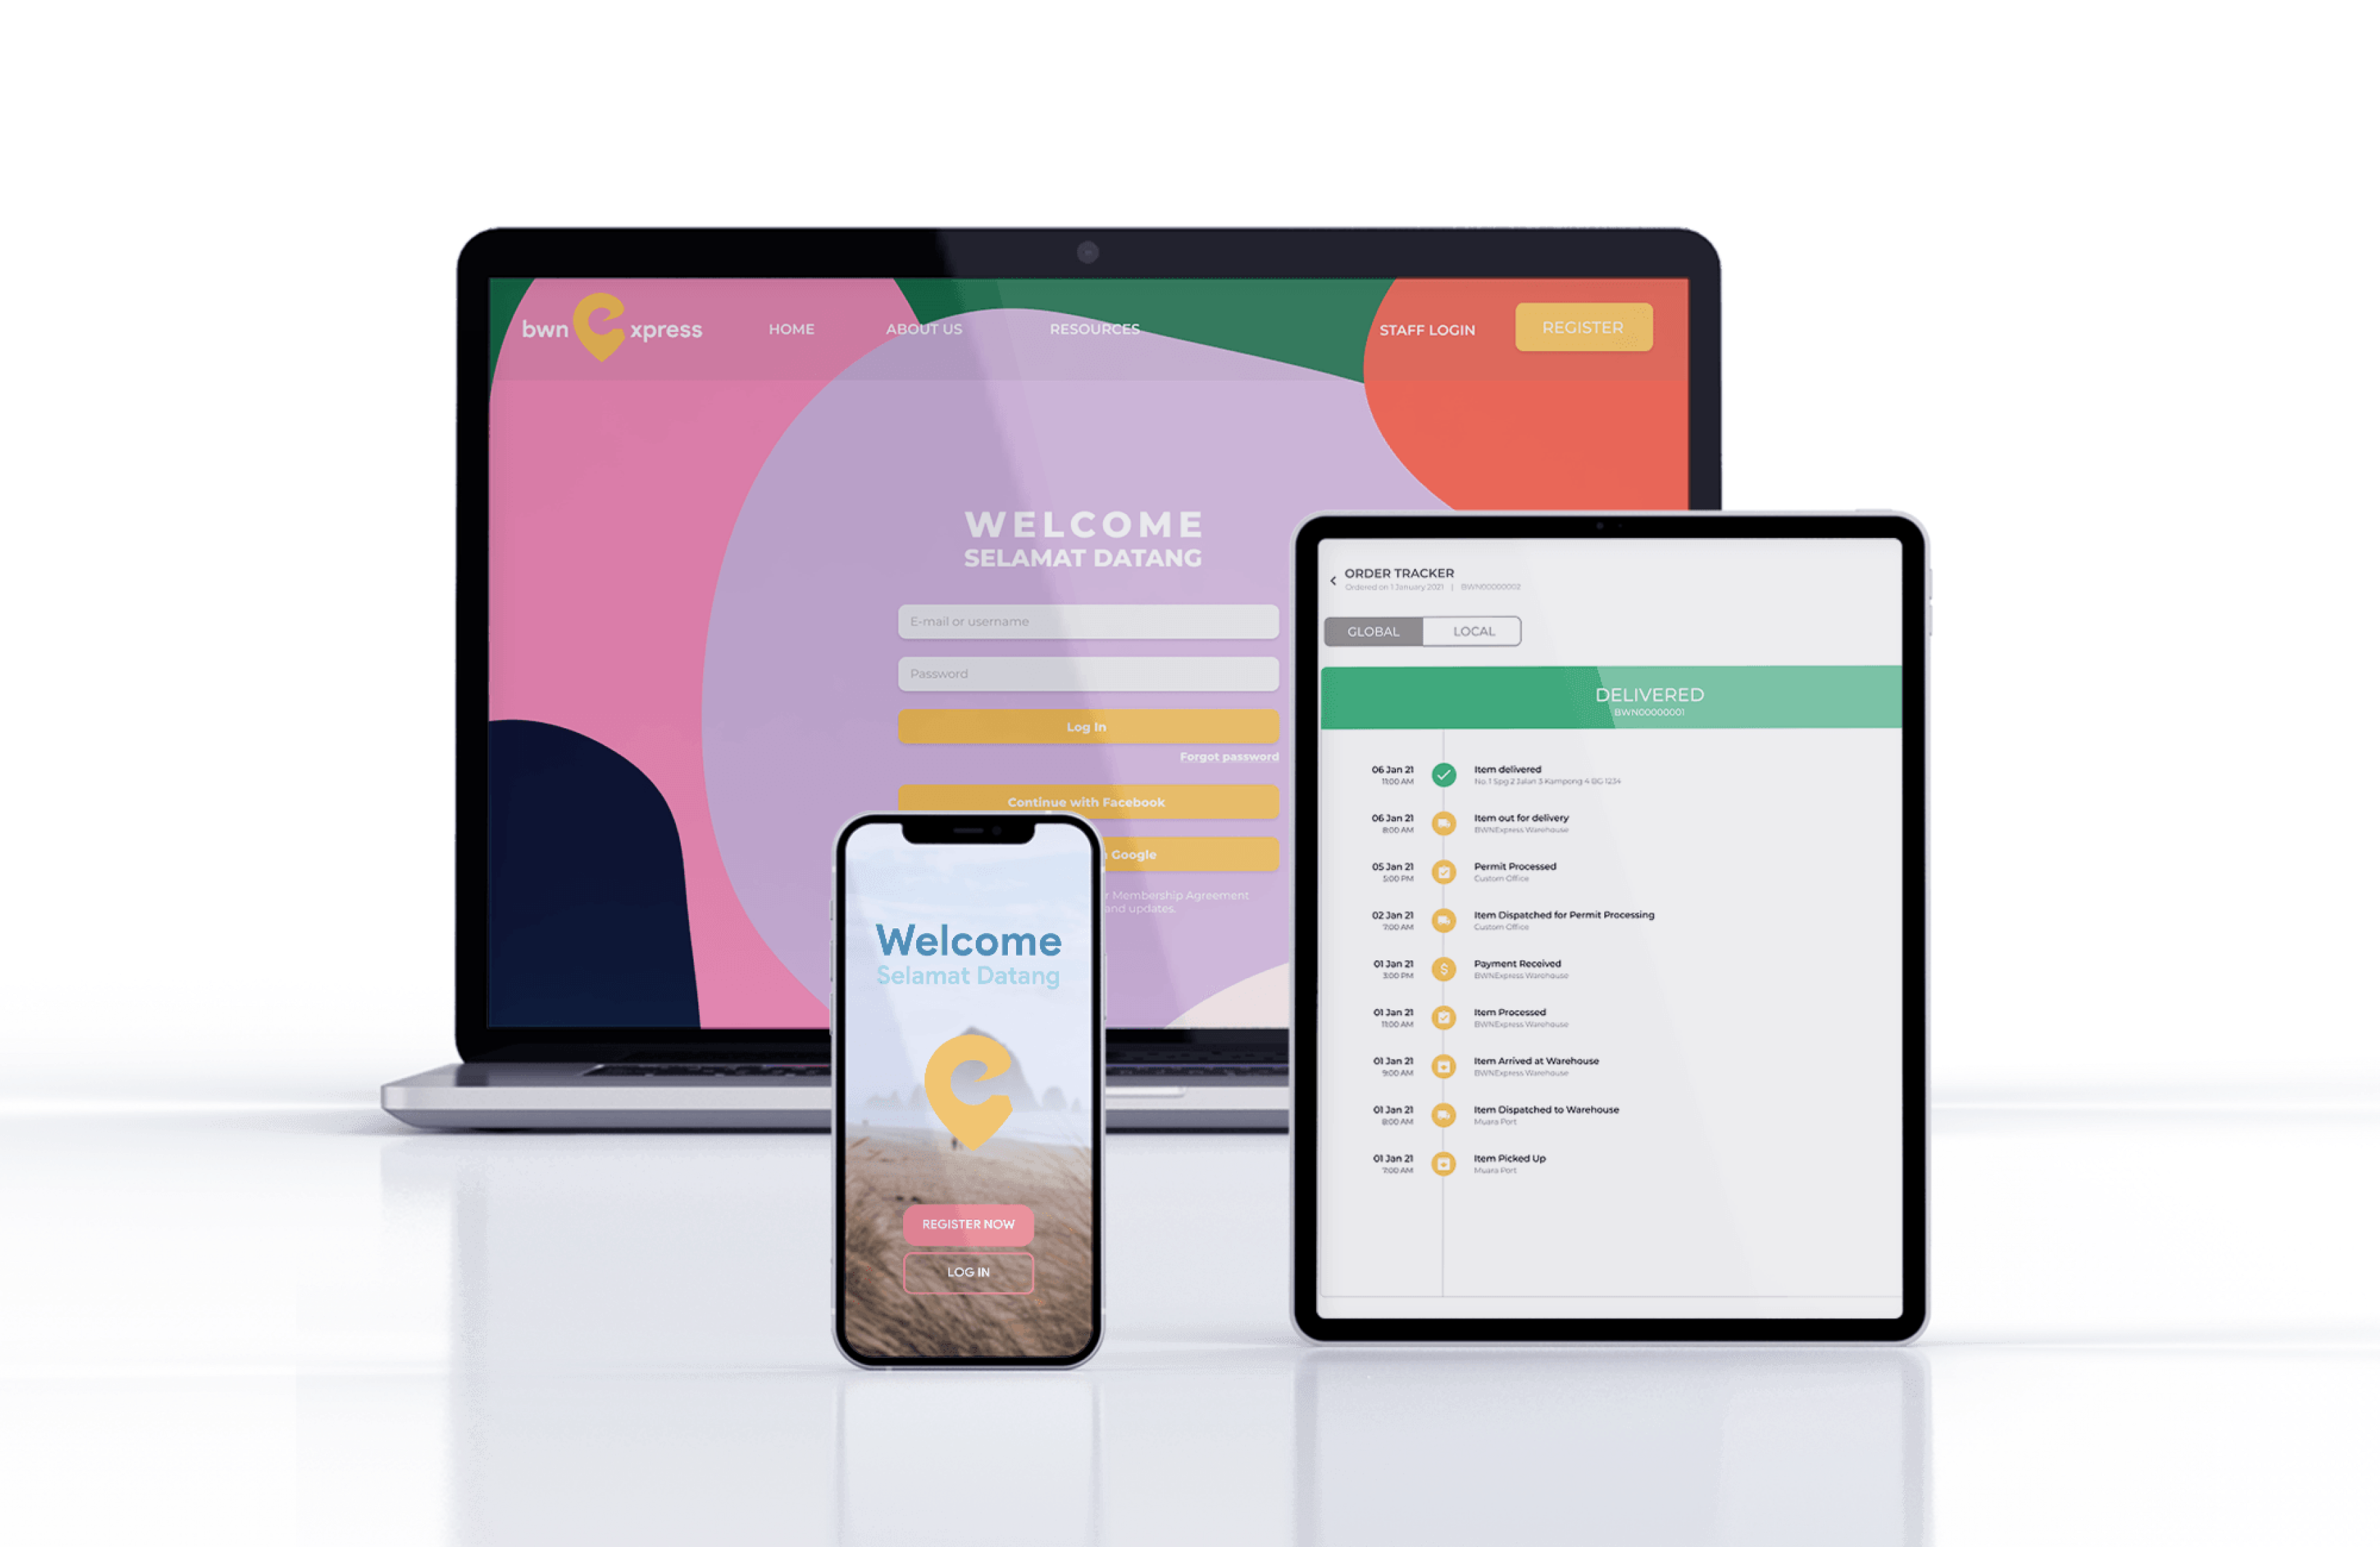 bwn express
HOME
ABOUT US
RESOURCES
STAFF LOGIN
REGISTER
WELCOME
SELAMAT DATANG
E-mail or username
Password
Log In
Forgot password
Continue with Facebook
Google
Membership Agreement
and updates.
Welcome
Selamat Datang
REGISTER NOW
LOG IN
ORDER TRACKER
Ordered on 1 January 2021 | BWN00000002
GLOBAL
LOCAL
DELIVERED
BWN00000001
06 Jan 21 Item delivered
11:00 AM No. 1 Spg 2 Jalan 3 Kampong 4 BG 1234
06 Jan 21 Item out for delivery
8:00 AM BWNExpress Warehouse
05 Jan 21 Permit Processed
5:00 PM Custom Office
02 Jan 21 Item Dispatched for Permit Processing
7:00 AM Custom Office
01 Jan 21 Payment Received
3:00 PM BWNExpress Warehouse
01 Jan 21 Item Processed
11:00 AM BWNExpress Warehouse
01 Jan 21 Item Arrived at Warehouse
9:00 AM BWNExpress Warehouse
01 Jan 21 Item Dispatched to Warehouse
8:00 AM Muara Port
01 Jan 21 Item Picked Up
7:00 AM Muara Port